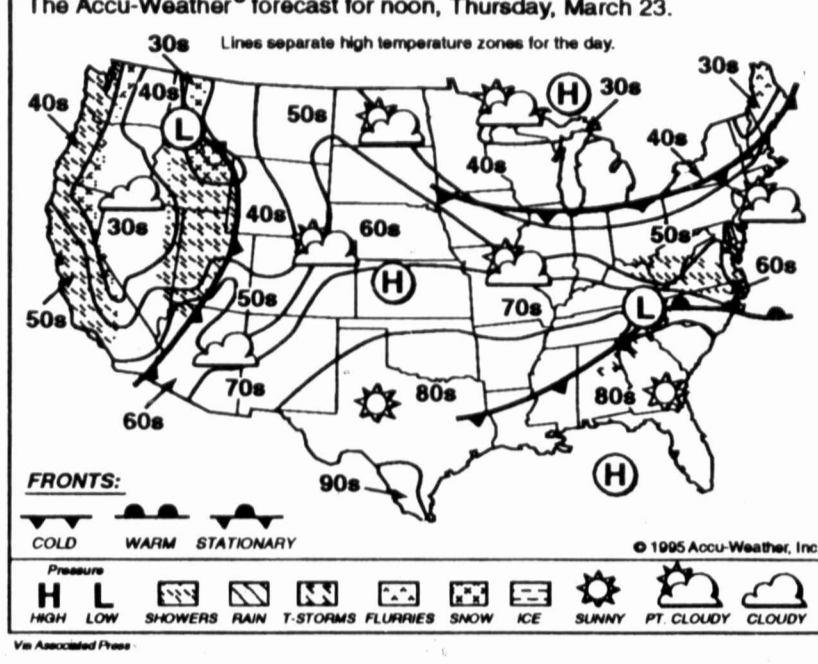 The Accu-Weather® forecast for noon, Thursday, March 23.
Lines separate high temperature zones for the day.
30s
40s
40s
L
50s
H
30s
30s
40s
40s
30s
40s
60s
50s
60s
50s
50s
H
70s
L
60s
70s
80s
80s
90s
H
FRONTS:
COLD WARM STATIONARY
© 1995 Accu-Weather, Inc.
Pressure
H L
HIGH LOW SHOWERS RAIN T-STORMS FLURRIES SNOW ICE SUNNY PT. CLOUDY CLOUDY
Via Associated Press